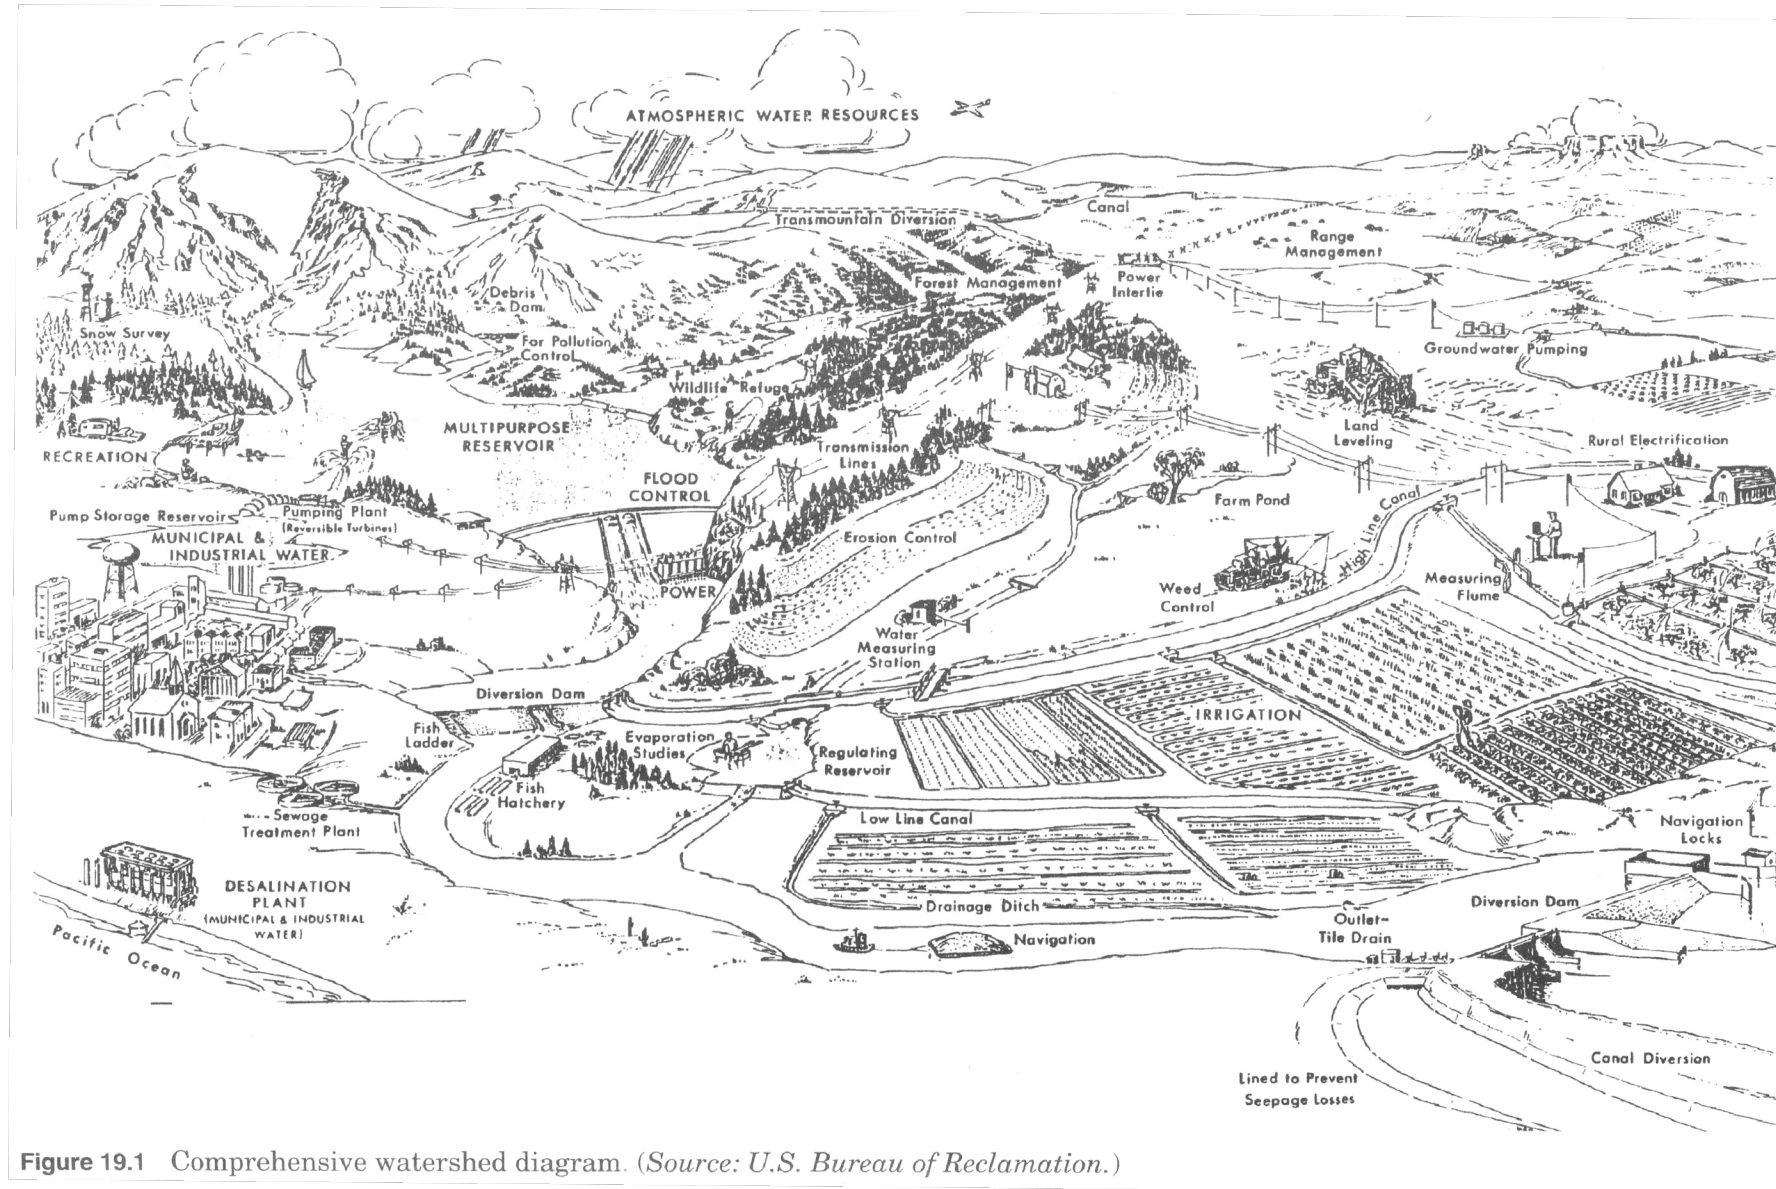 ATMOSPHERIC WATER RESOURCES
Canal
Transmountain Diversion
Range
Management
Power
Intertie
Forest Management
Debris
Dam
Snow Survey
For Pollution
Control
Groundwater Pumping
Wildlife Refuge
MULTIPURPOSE
RESERVOIR
Transmission
Lines
Land
Leveling
Rural Electrification
RECREATION
FLOOD
CONTROL
Farm Pond
Pump Storage Reservoir
Pumping Plant
(Reversible Turbines)
MUNICIPAL &
INDUSTRIAL WATER
Erosion Control
High Line Canal
POWER
Weed
Control
Measuring
Flume
Water
Measuring
Station
Diversion Dam
Fish
Ladder
Evaporation
Studies
Regulating
Reservoir
IRRIGATION
Fish
Hatchery
Sewage
Treatment Plant
Low Line Canal
Navigation
Locks
DESALINATION
PLANT
(MUNICIPAL & INDUSTRIAL
WATER)
Drainage Ditch
Diversion Dam
Outlet-
Tile Drain
Navigation
Pacific Ocean
Canal Diversion
Lined to Prevent
Seepage Losses
Figure 19.1 Comprehensive watershed diagram. (Source: U.S. Bureau of Reclamation.)